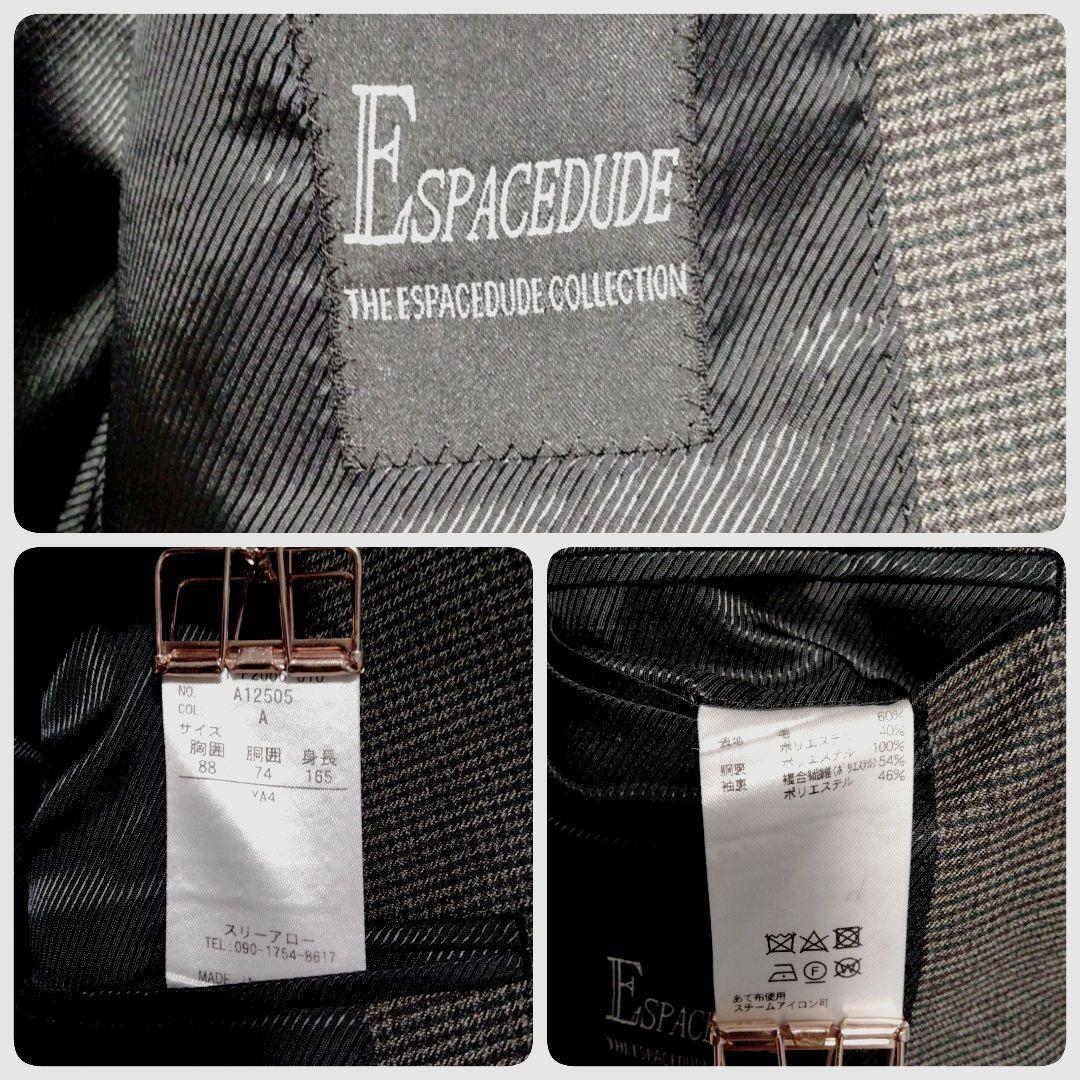 ESPACEDUDE
THE ESPACEDUDE COLLECTION
NO. A12505
COL. A
サイズ
胸囲 胴囲 身長
88 74 165
YA4
スリーアロー
TEL:090-1754-8617
MADE
表地 毛 60%
ポリエステル 40%
胴裏 ポリエステル 100%
袖裏 複合繊維(ポリエステル) 54%
ポリエステル 46%
F
W
あて布使用
スチームアイロン可
ESPAC
THE ESPACEDUD